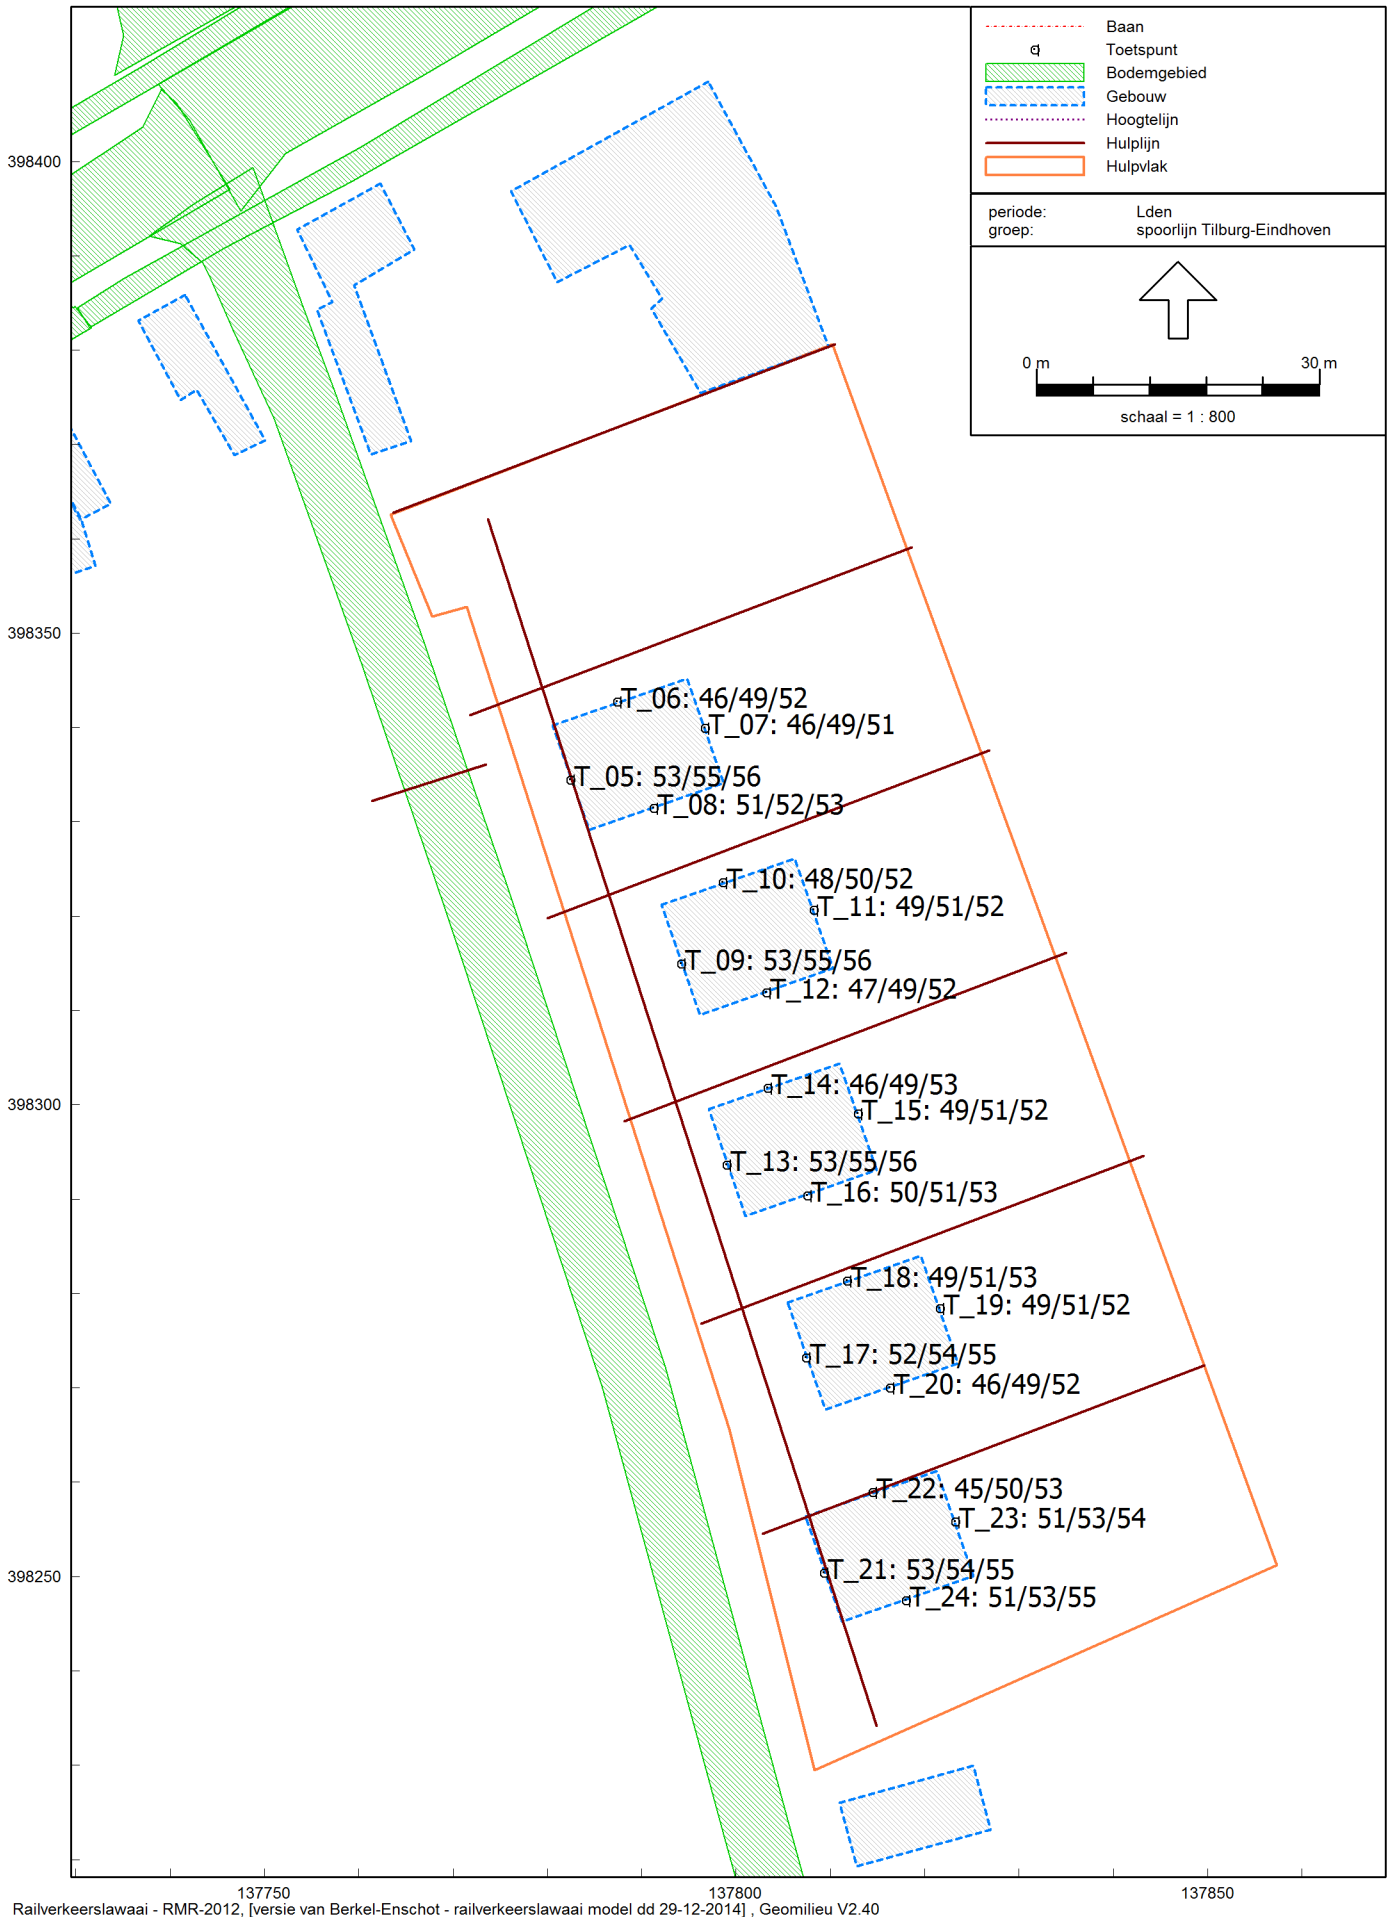 Baan
Toetspunt
Bodemgebied
Gebouw
Hoogtelijn
Hulplijn
Hulpvlak
periode: Lden
groep: spoorlijn Tilburg-Eindhoven
0 m 30 m
schaal = 1 : 800
398400
398350
398300
398250
T_06: 46/49/52
T_07: 46/49/51
T_05: 53/55/56
T_08: 51/52/53
T_10: 48/50/52
T_11: 49/51/52
T_09: 53/55/56
T_12: 47/49/52
T_14: 46/49/53
T_15: 49/51/52
T_13: 53/55/56
T_16: 50/51/53
T_18: 49/51/53
T_19: 49/51/52
T_17: 52/54/55
T_20: 46/49/52
T_22: 45/50/53
T_23: 51/53/54
T_21: 53/54/55
T_24: 51/53/55
137750 137800 137850
Railverkeerslawaai - RMR-2012, [versie van Berkel-Enschot - railverkeerslawaai model dd 29-12-2014] , Geomilieu V2.40